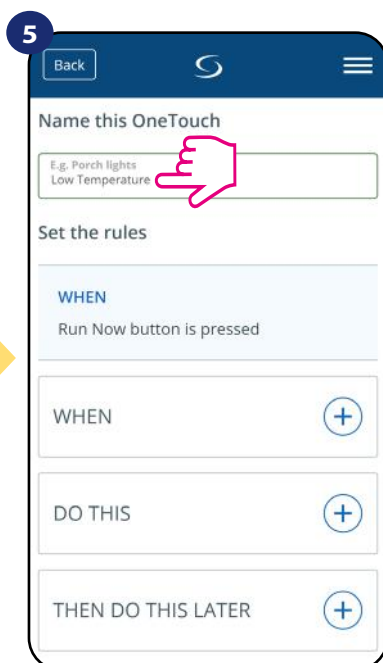 5
Back
Name this OneTouch
E.g. Porch lights
Low Temperature
Set the rules
WHEN
Run Now button is pressed
WHEN
DO THIS
THEN DO THIS LATER